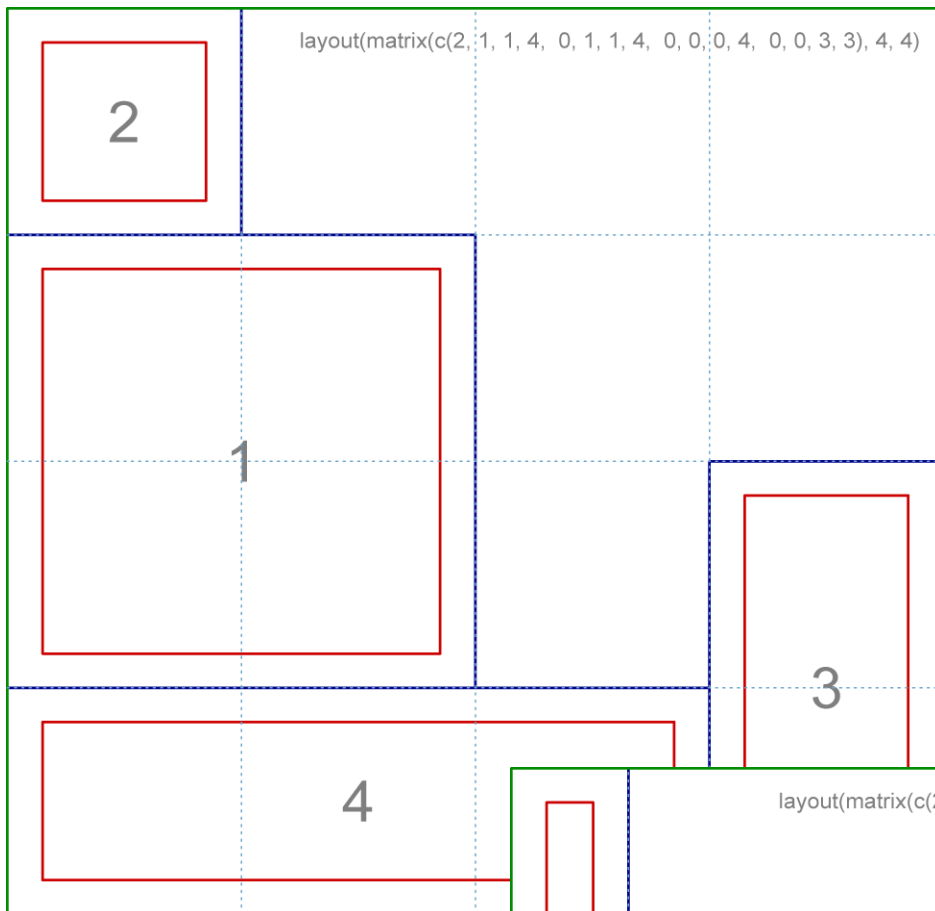 layout(matrix(c(2, 1, 1, 4,  0, 1, 1, 4,  0, 0, 0, 4,  0, 0, 3, 3), 4, 4)
2
1
3
4
layout(matrix(c(